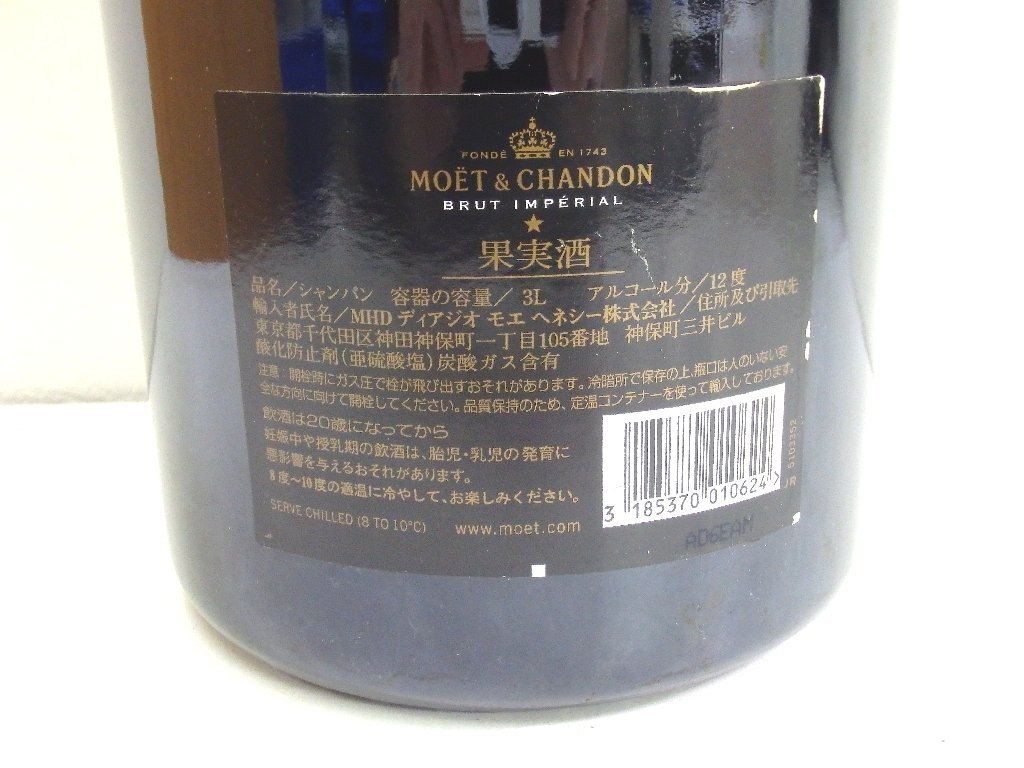 FONDÉ EN 1743
MOËT & CHANDON
BRUT IMPÉRIAL
果実酒
品名/シャンパン 容器の容量/ 3L アルコール分/12度
輸入者氏名/MHD ディアジオ モエ ヘネシー株式会社 /住所及び引取先
東京都千代田区神田神保町一丁目105番地 神保町三井ビル
酸化防止剤(亜硫酸塩)炭酸ガス含有
注意:開栓時にガス圧で栓が飛び出すおそれがあります。冷暗所で保存の上、瓶口は人のいない安
全な方向に向けて開栓してください。品質保持のため、定温コンテナーを使って輸入しております。
飲酒は20歳になってから
妊娠中や授乳期の飲酒は、胎児・乳児の発育に
悪影響を与えるおそれがあります。
8度〜10度の適温に冷やして、お楽しみください。
SERVE CHILLED (8 TO 10°C) www.moet.com
3 185370 010624 >
JR 5103352
AD6EAM